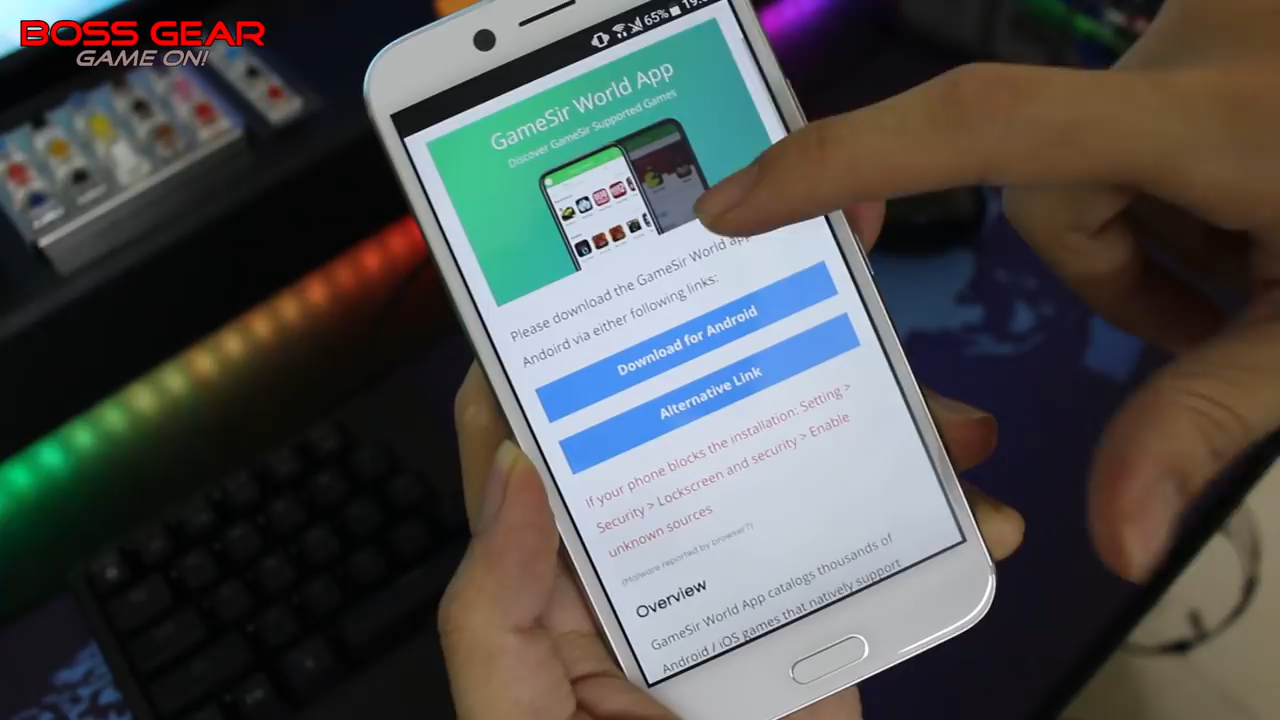 BOSS GEAR
GAME ON!
65%
GameSir World App
Discover GameSir Supported Games
Please download the GameSir World app
Andoird via either following links:
Download for Android
Alternative Link
If your phone blocks the installation: Setting >
Security > Lockscreen and security > Enable
unknown sources
(Malware reported by browser?)
Overview
GameSir World App catalogs thousands of
Android / iOS games that natively support